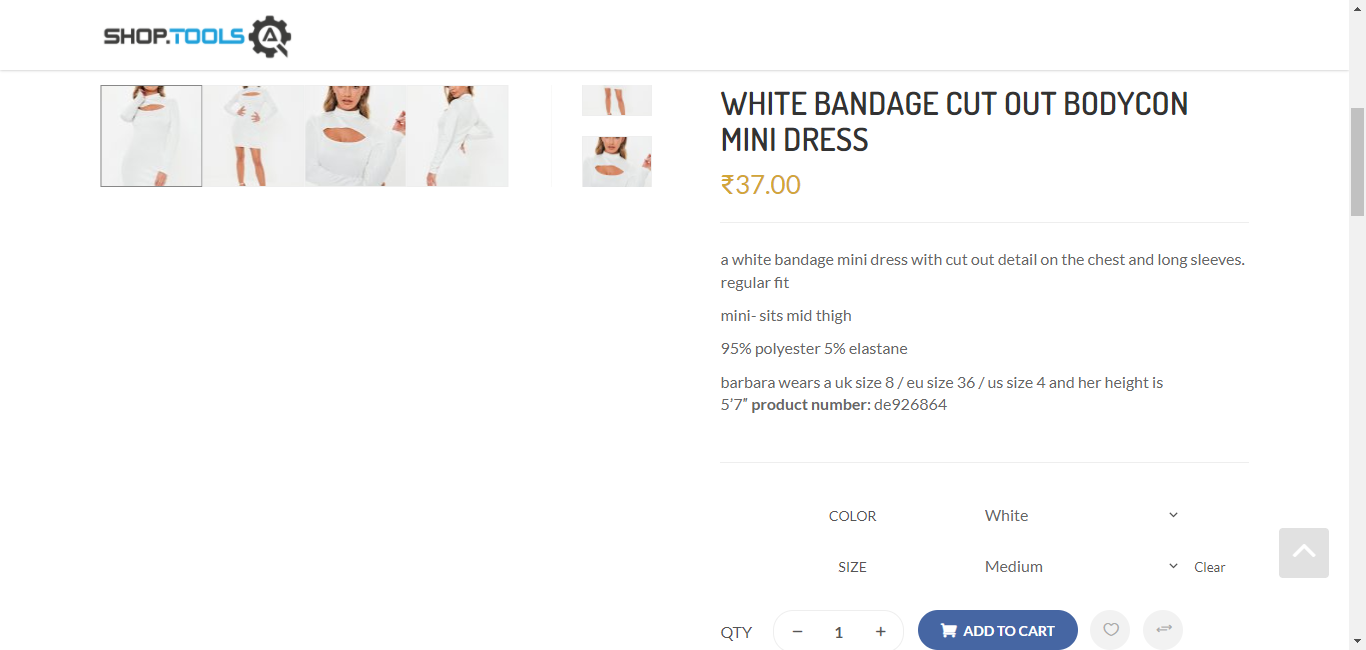 SHOP.TOOLS
WHITE BANDAGE CUT OUT BODYCON
MINI DRESS
₹37.00
a white bandage mini dress with cut out detail on the chest and long sleeves.
regular fit
mini- sits mid thigh
95% polyester 5% elastane
barbara wears a uk size 8 / eu size 36 / us size 4 and her height is
5’7” product number: de926864
COLOR White
SIZE Medium Clear
QTY − 1 + ADD TO CART